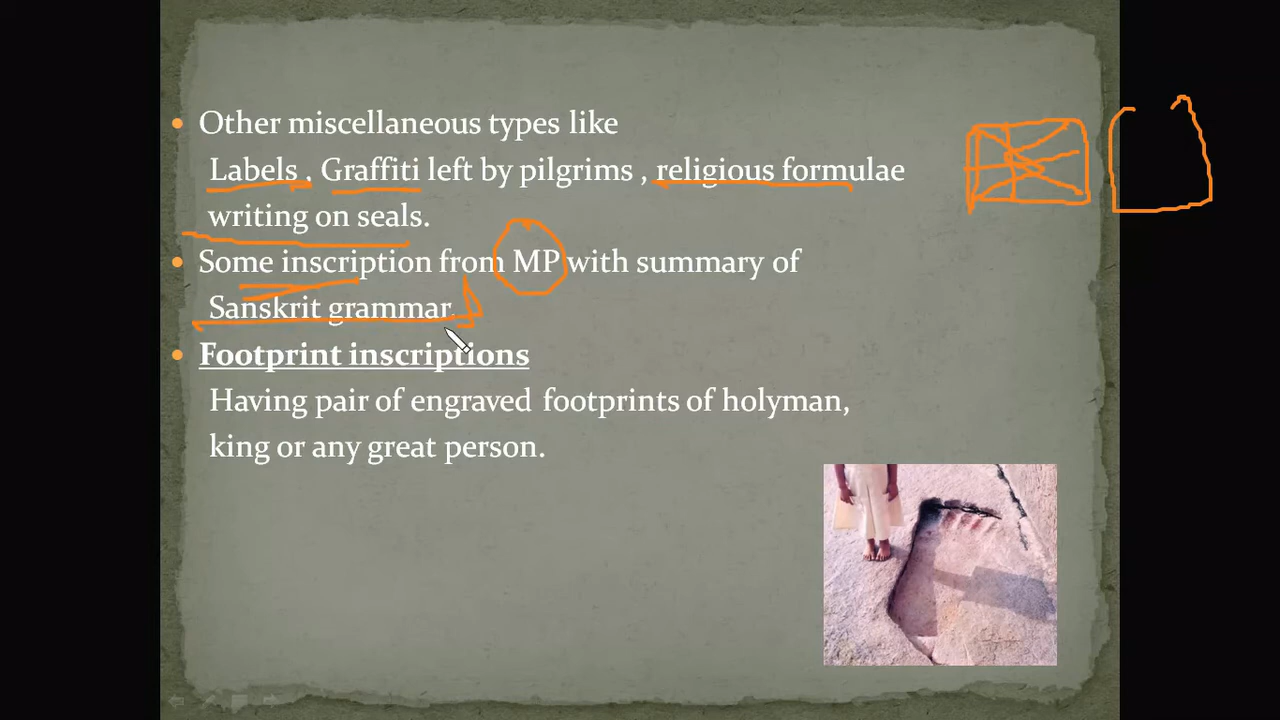 Other miscellaneous types like
Labels , Graffiti left by pilgrims , religious formulae
writing on seals.
Some inscription from MP with summary of
Sanskrit grammar.
Footprint inscriptions
Having pair of engraved footprints of holyman,
king or any great person.